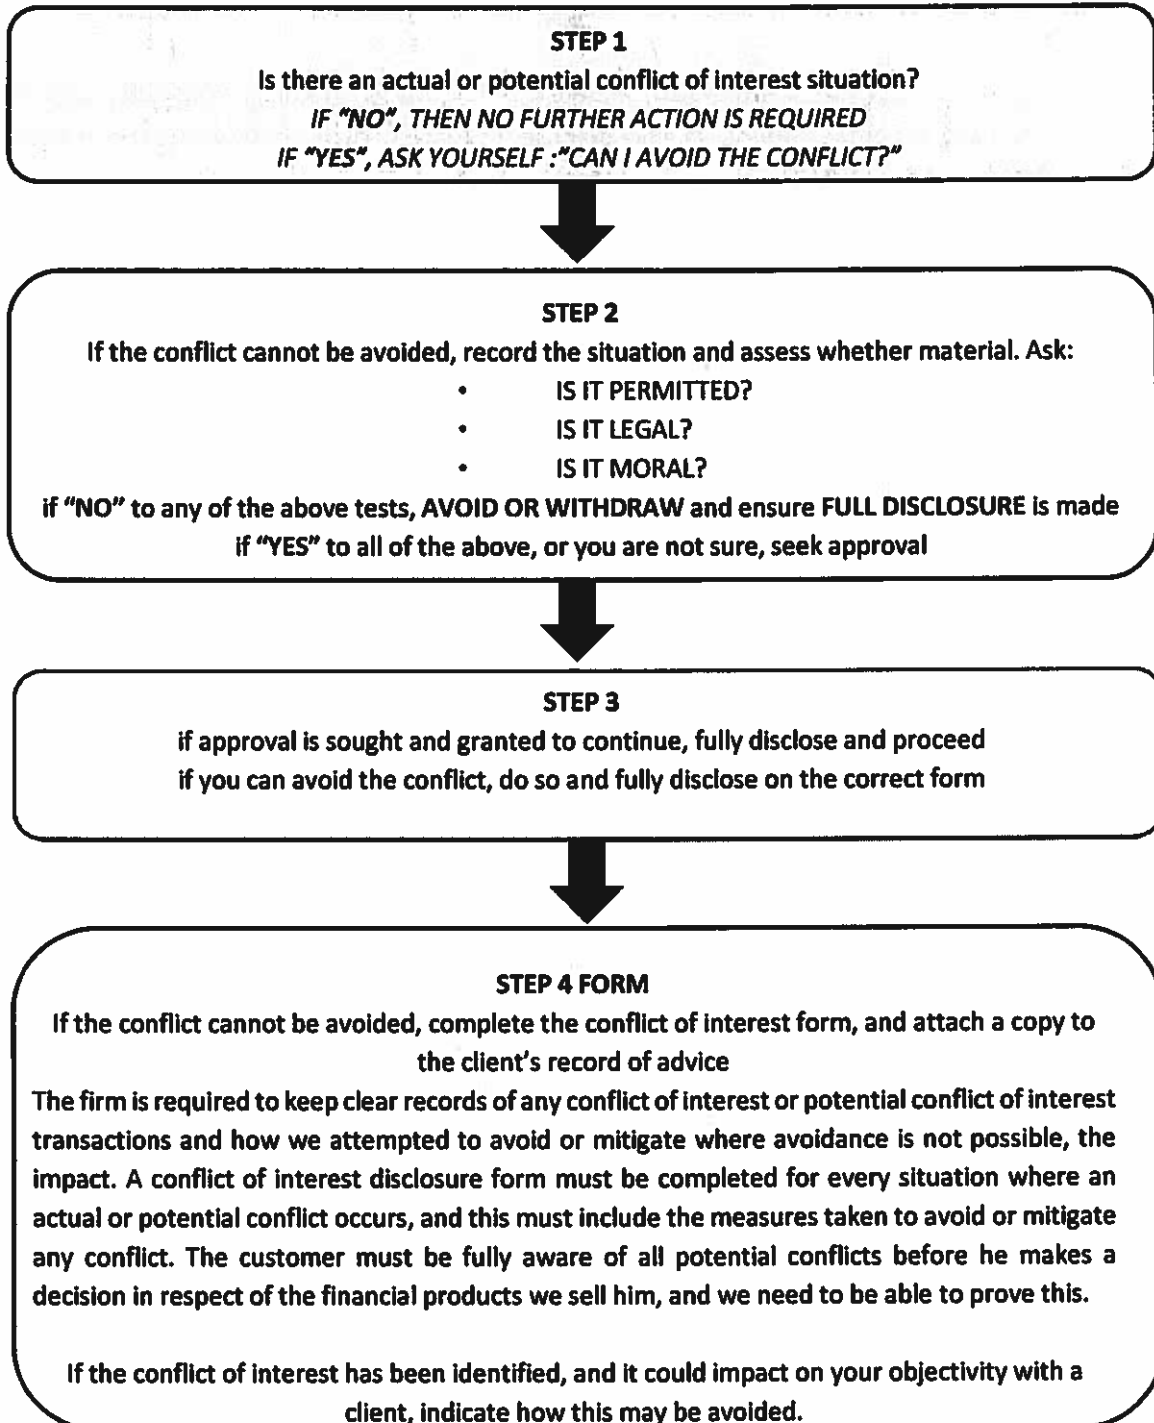 STEP 1
Is there an actual or potential conflict of interest situation?
IF "NO", THEN NO FURTHER ACTION IS REQUIRED
IF "YES", ASK YOURSELF :"CAN I AVOID THE CONFLICT?"
STEP 2
If the conflict cannot be avoided, record the situation and assess whether material. Ask:
• IS IT PERMITTED?
• IS IT LEGAL?
• IS IT MORAL?
if "NO" to any of the above tests, AVOID OR WITHDRAW and ensure FULL DISCLOSURE is made
if "YES" to all of the above, or you are not sure, seek approval
STEP 3
if approval is sought and granted to continue, fully disclose and proceed
if you can avoid the conflict, do so and fully disclose on the correct form
STEP 4 FORM
If the conflict cannot be avoided, complete the conflict of interest form, and attach a copy to
the client's record of advice
The firm is required to keep clear records of any conflict of interest or potential conflict of interest
transactions and how we attempted to avoid or mitigate where avoidance is not possible, the
impact. A conflict of interest disclosure form must be completed for every situation where an
actual or potential conflict occurs, and this must include the measures taken to avoid or mitigate
any conflict. The customer must be fully aware of all potential conflicts before he makes a
decision in respect of the financial products we sell him, and we need to be able to prove this.
If the conflict of interest has been identified, and it could impact on your objectivity with a
client, indicate how this may be avoided.